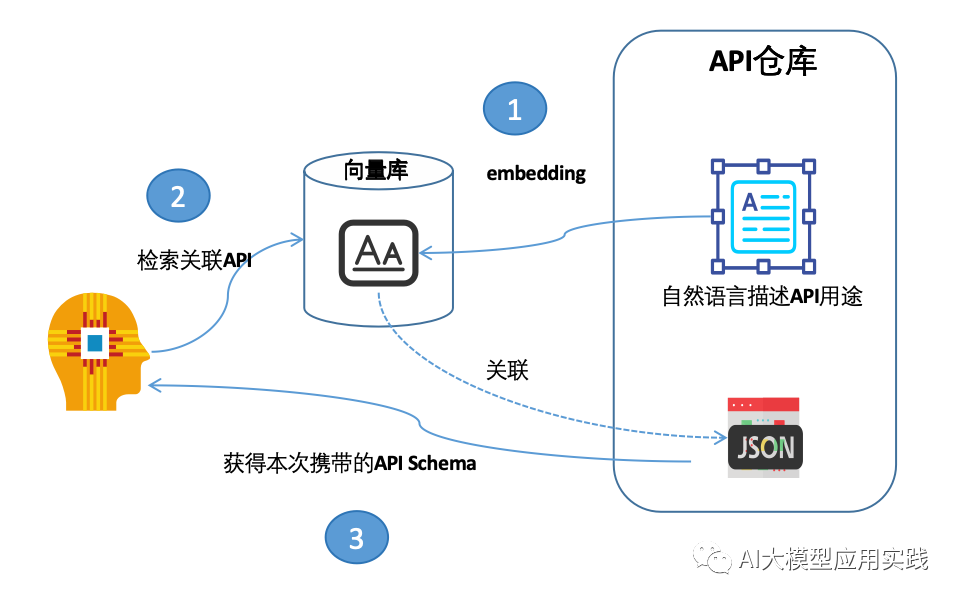 API仓库
1
embedding
向量库
2
检索关联API
A
自然语言描述API用途
AA
关联
JSON
获得本次携带的API Schema
3
AI大模型应用实践